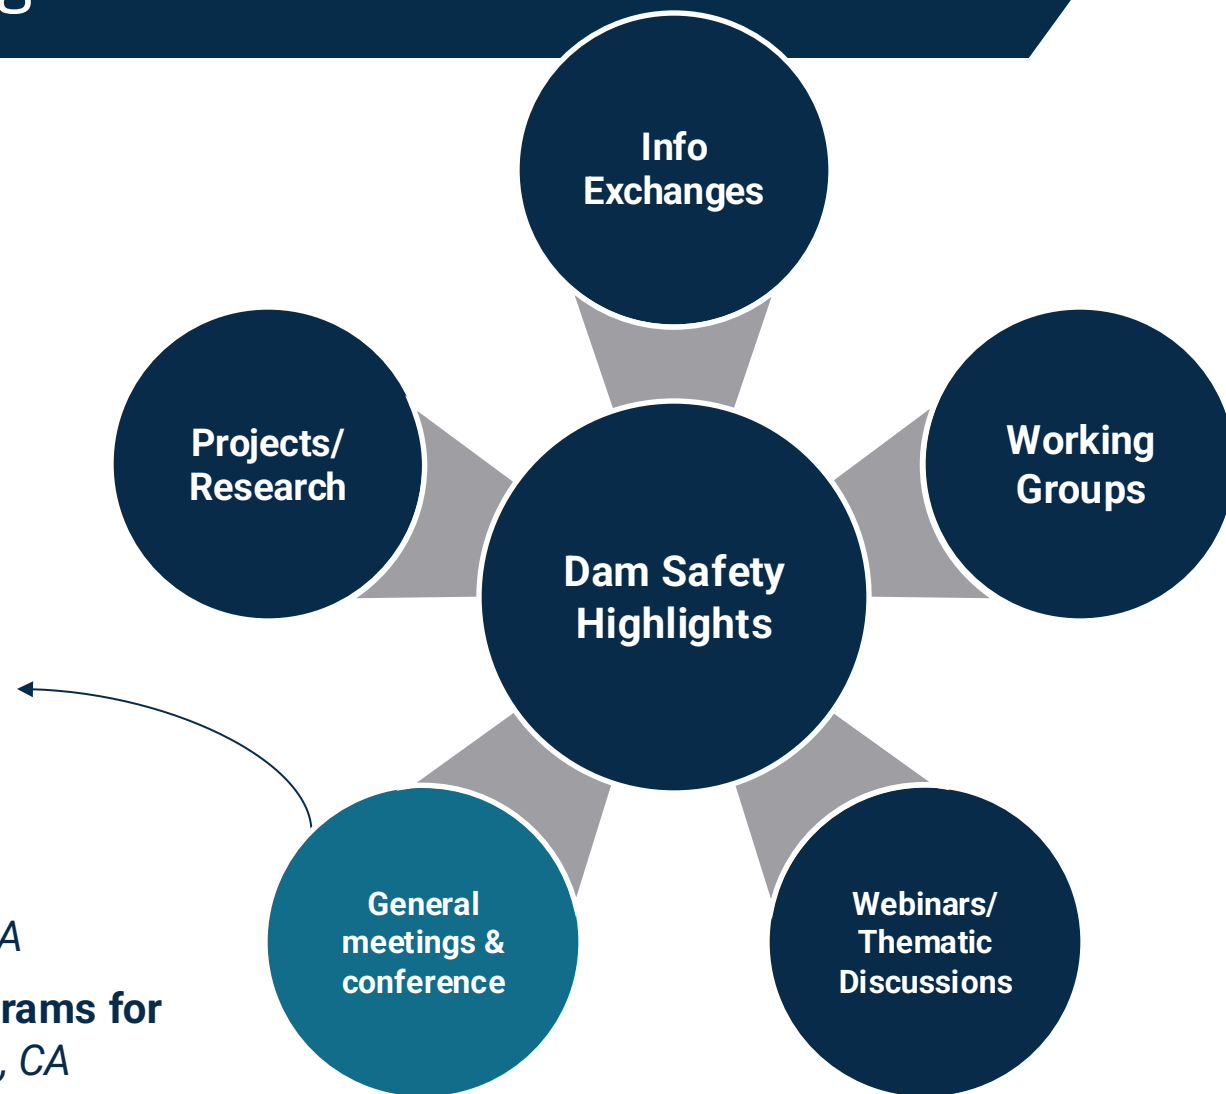 Info
Exchanges
Projects/
Research
Working
Groups
Dam Safety
Highlights
General
meetings &
conference
Webinars/
Thematic
Discussions
A
rams for
, CA